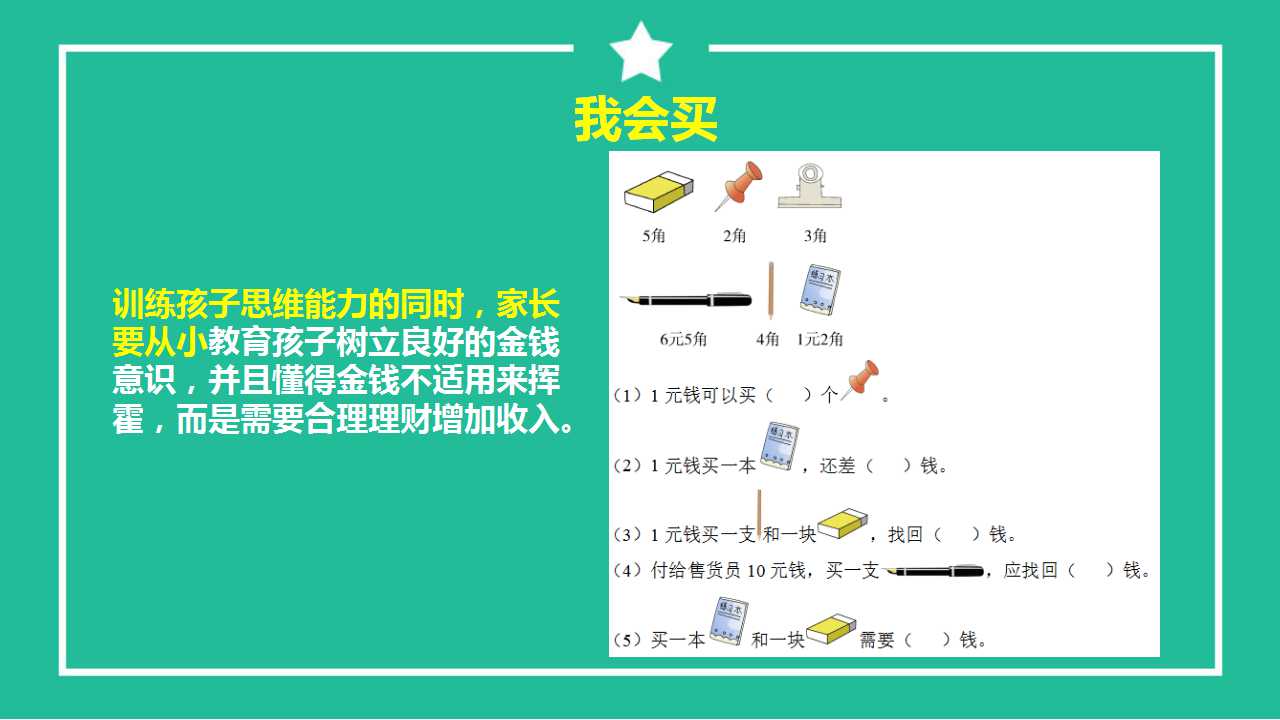 我会买
训练孩子思维能力的同时，家长
要从小教育孩子树立良好的金钱
意识，并且懂得金钱不适用来挥
霍，而是需要合理理财增加收入。
5角 2角 3角
练习本
6元5角 4角 1元2角
（1）1 元钱可以买（ ）个 。
练习本
（2）1 元钱买一本 ，还差（ ）钱。
（3）1 元钱买一支 和一块 ，找回（ ）钱。
（4）付给售货员 10 元钱，买一支 ，应找回（ ）钱。
练习本
（5）买一本 和一块 需要（ ）钱。